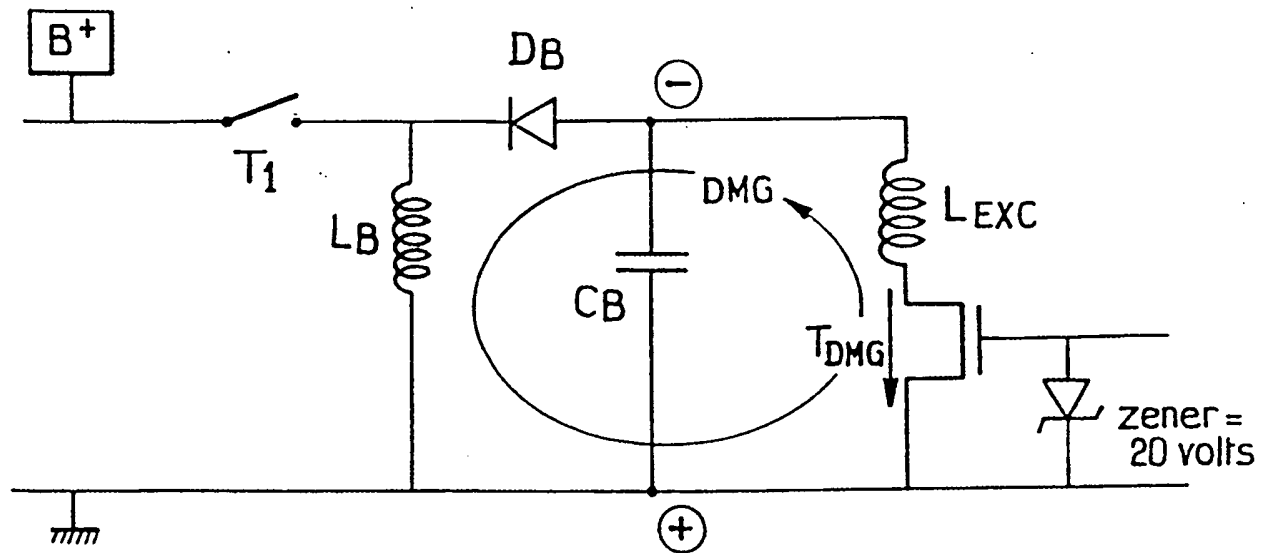 B+
DB
−
T1
LB
DMG
LEXC
CB
TDMG
zener =
20 volts
+